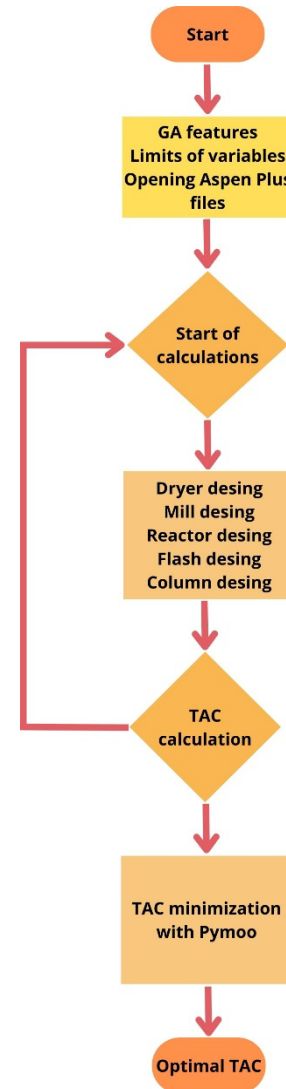 Start
GA features
Limits of variables
Opening Aspen Plus
files
Start of
calculations
Dryer desing
Mill desing
Reactor desing
Flash desing
Column desing
TAC
calculation
TAC minimization
with Pymoo
Optimal TAC